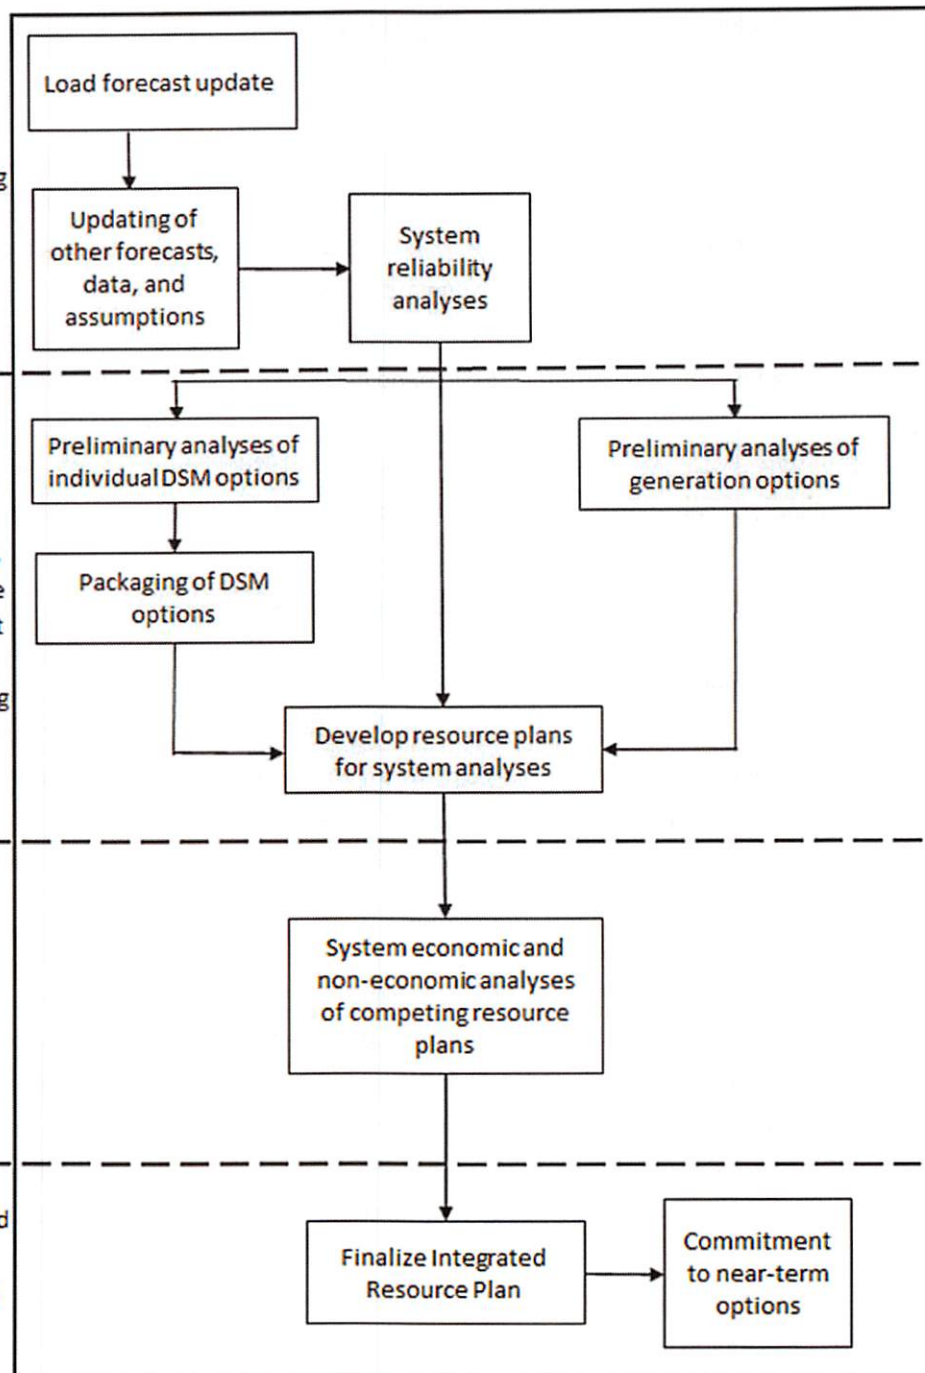 Load forecast update
Updating of
other forecasts,
data, and
assumptions
System
reliability
analyses
Preliminary analyses of
individual DSM options
Preliminary analyses of
generation options
Packaging of DSM
options
Develop resource plans
for system analyses
System economic and
non-economic analyses
of competing resource
plans
Finalize Integrated
Resource Plan
Commitment
to near-term
options